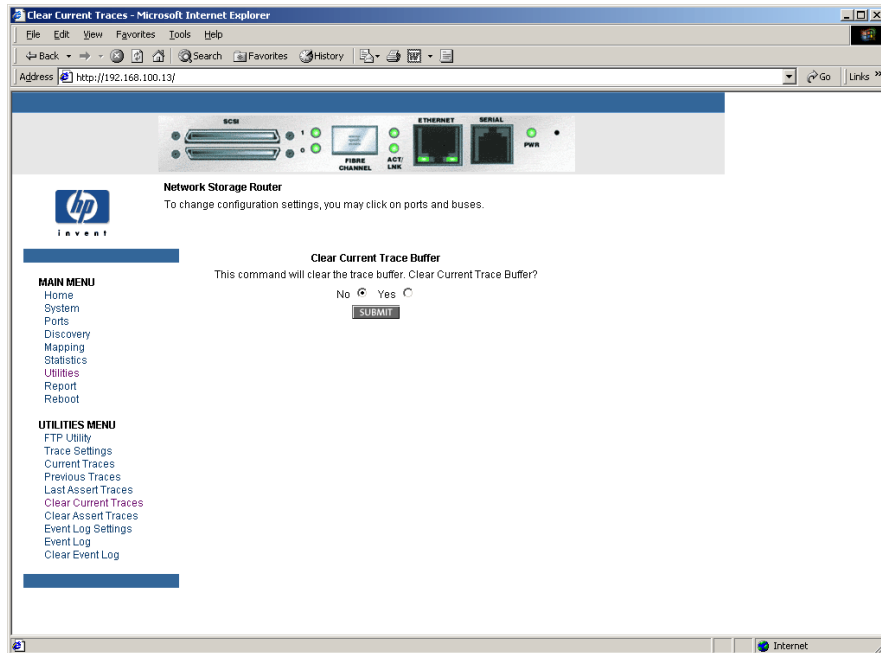 Clear Current Traces - Microsoft Internet Explorer
File Edit View Favorites Tools Help
Back Search Favorites History
Address http://192.168.100.13/ Go Links »
SCSI ETHERNET SERIAL
1
0
FIBRE CHANNEL ACT/LNK PWR
hp
invent
Network Storage Router
To change configuration settings, you may click on ports and buses.
Clear Current Trace Buffer
This command will clear the trace buffer. Clear Current Trace Buffer?
No Yes
SUBMIT
MAIN MENU
Home
System
Ports
Discovery
Mapping
Statistics
Utilities
Report
Reboot
UTILITIES MENU
FTP Utility
Trace Settings
Current Traces
Previous Traces
Last Assert Traces
Clear Current Traces
Clear Assert Traces
Event Log Settings
Event Log
Clear Event Log
Internet